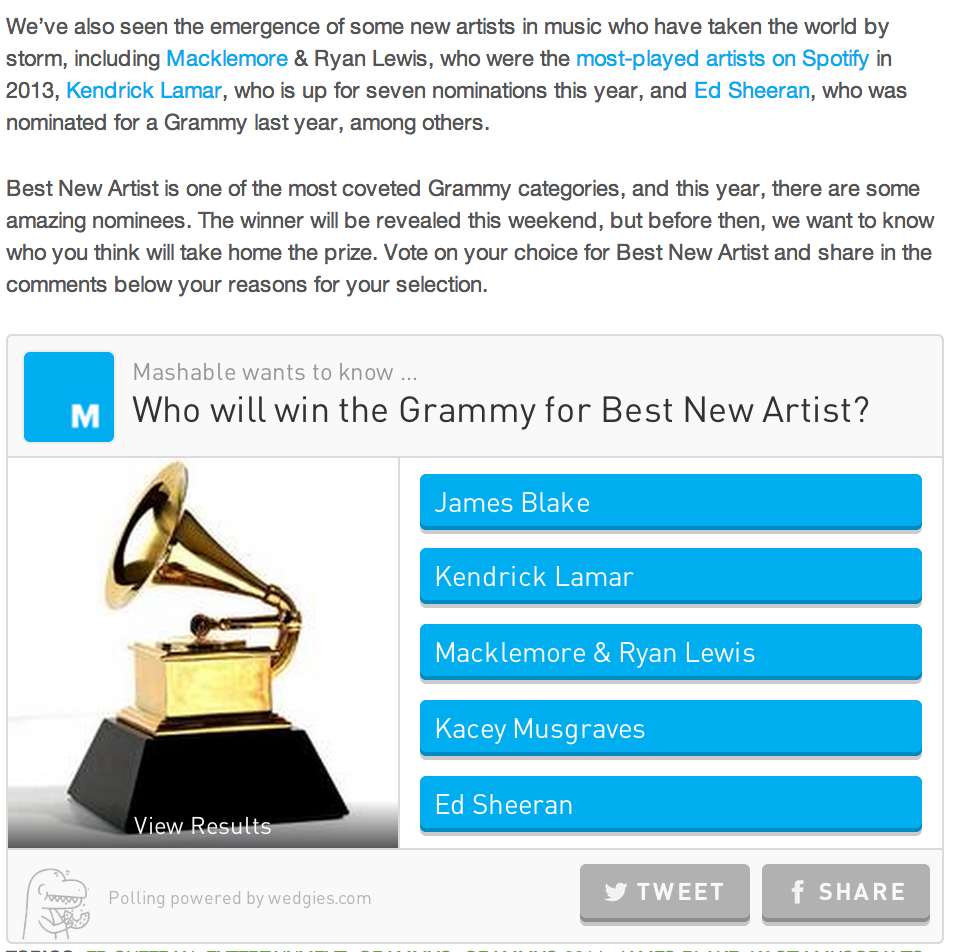 We've also seen the emergence of some new artists in music who have taken the world by
storm, including Macklemore & Ryan Lewis, who were the most-played artists on Spotify in
2013, Kendrick Lamar, who is up for seven nominations this year, and Ed Sheeran, who was
nominated for a Grammy last year, among others.
Best New Artist is one of the most coveted Grammy categories, and this year, there are some
amazing nominees. The winner will be revealed this weekend, but before then, we want to know
who you think will take home the prize. Vote on your choice for Best New Artist and share in the
comments below your reasons for your selection.
M
Mashable wants to know ...
Who will win the Grammy for Best New Artist?
James Blake
Kendrick Lamar
Macklemore & Ryan Lewis
Kacey Musgraves
Ed Sheeran
View Results
Polling powered by wedgies.com
TWEET
SHARE